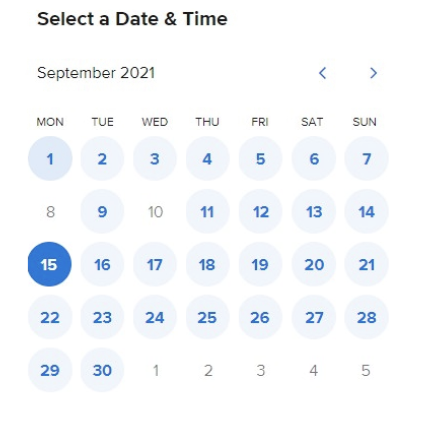 Select a Date & Time
September 2021
MON TUE WED THU FRI SAT SUN
1 2 3 4 5 6 7
8 9 10 11 12 13 14
15 16 17 18 19 20 21
22 23 24 25 26 27 28
29 30 1 2 3 4 5